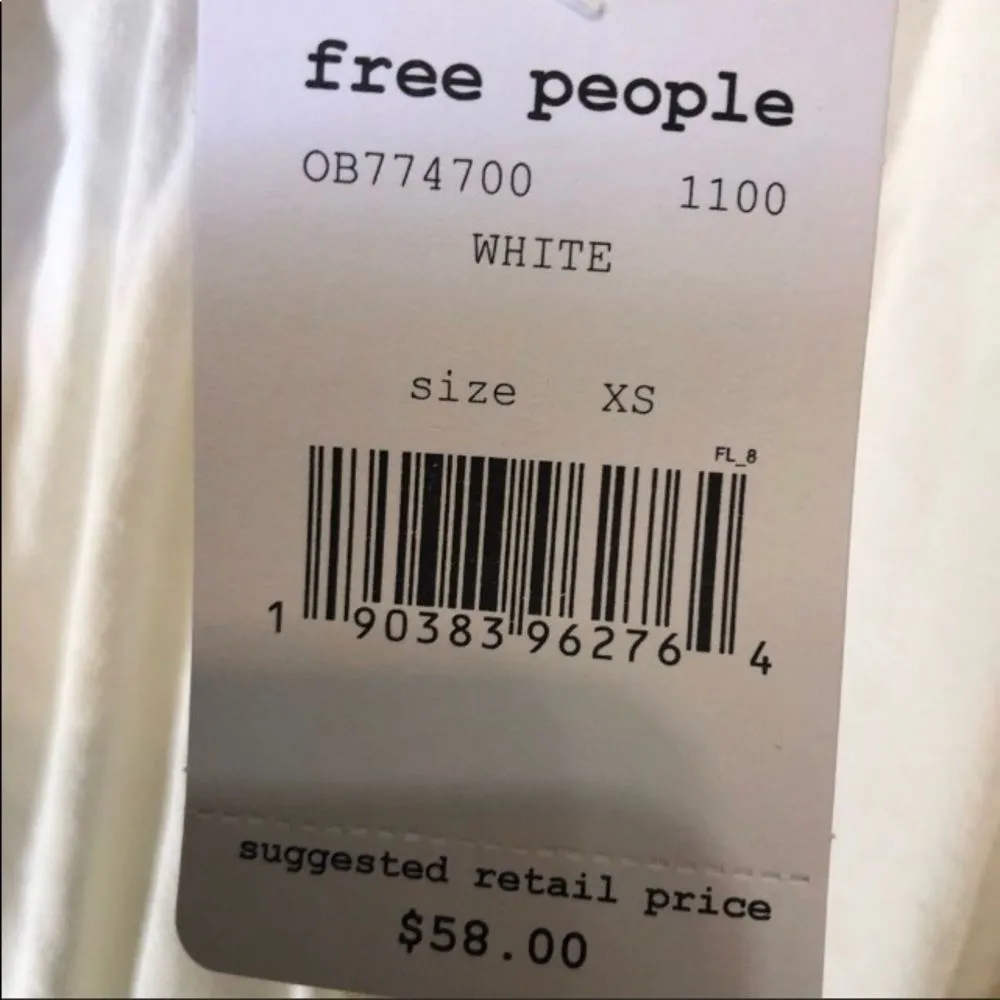 free people
OB774700 1100
WHITE
size XS
FL_8
1 90383 96276 4
suggested retail price
$58.00